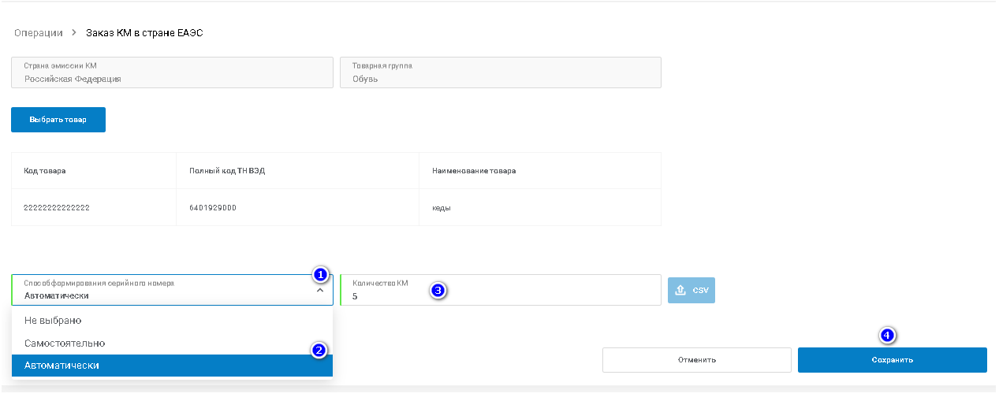 Операции > Заказ КМ в стране ЕАЭС
Страна эмиссии КМ
Российская Федерация
Товарная группа
Обувь
Выбрать товар
Код товара Полный код ТН ВЭД Наименование товара
22222222222222 6401929000 кеды
Способ формирования серийного номера
Автоматически
1
Количество КМ
5
3
CSV
Не выбрано
Самостоятельно
2
Автоматически
4
Отменить
Сохранить